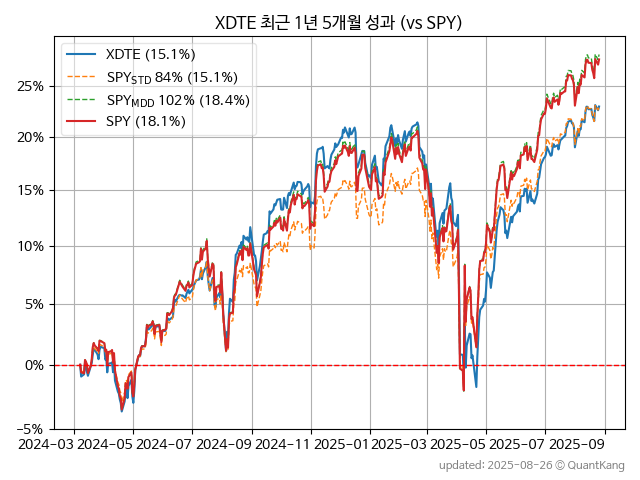 XDTE 최근 1년 5개월 성과 (vs SPY)
XDTE (15.1%)
SPY_STD 84% (15.1%)
SPY_MDD 102% (18.4%)
SPY (18.1%)
25%
20%
15%
10%
5%
0%
−5%
2024-03 2024-05 2024-07 2024-09 2024-11 2025-01 2025-03 2025-05 2025-07 2025-09
updated: 2025-08-26 © QuantKang